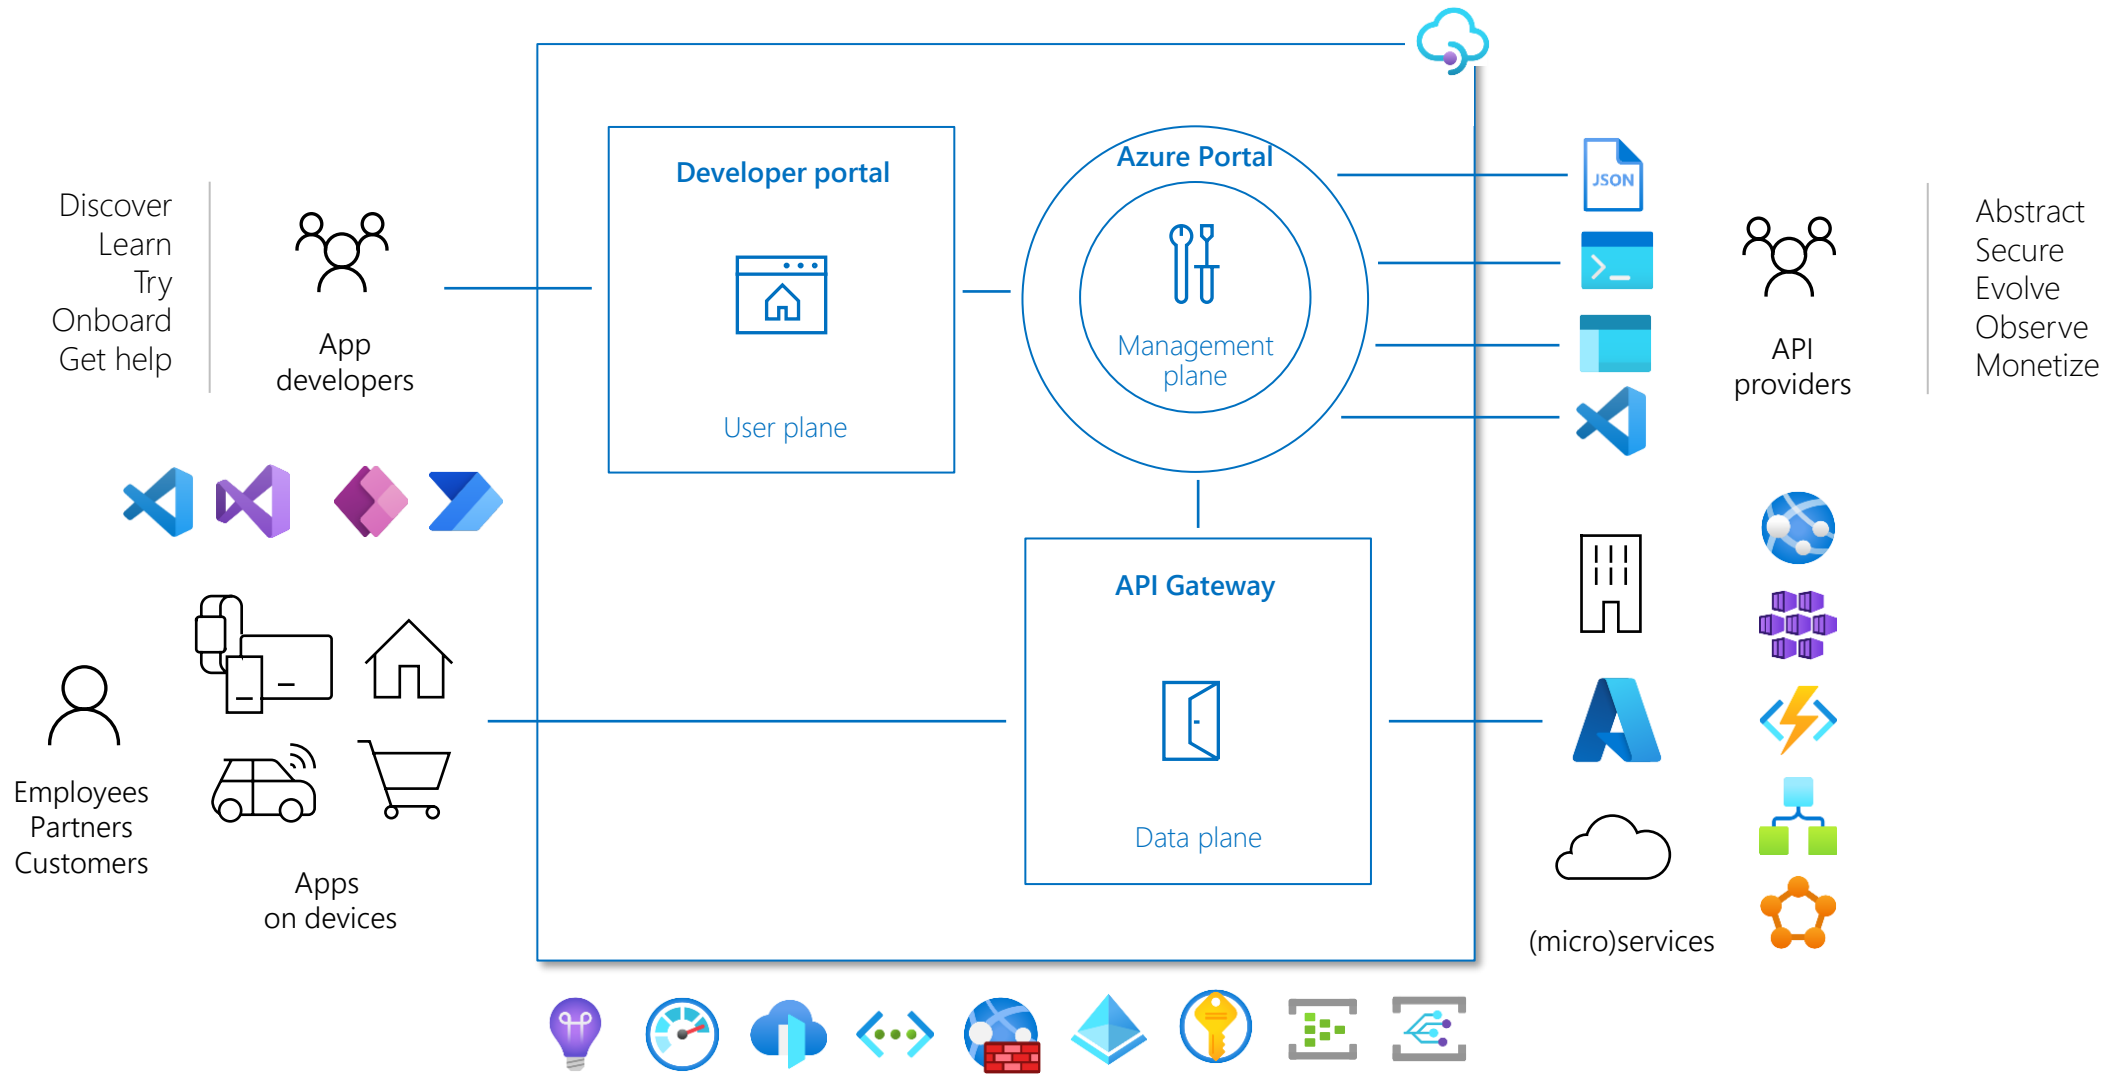 Discover
Learn
Try
Onboard
Get help
App
developers
Developer portal
User plane
Azure Portal
Management
plane
JSON
API
providers
Abstract
Secure
Evolve
Observe
Monetize
Employees
Partners
Customers
Apps
on devices
API Gateway
Data plane
(micro)services